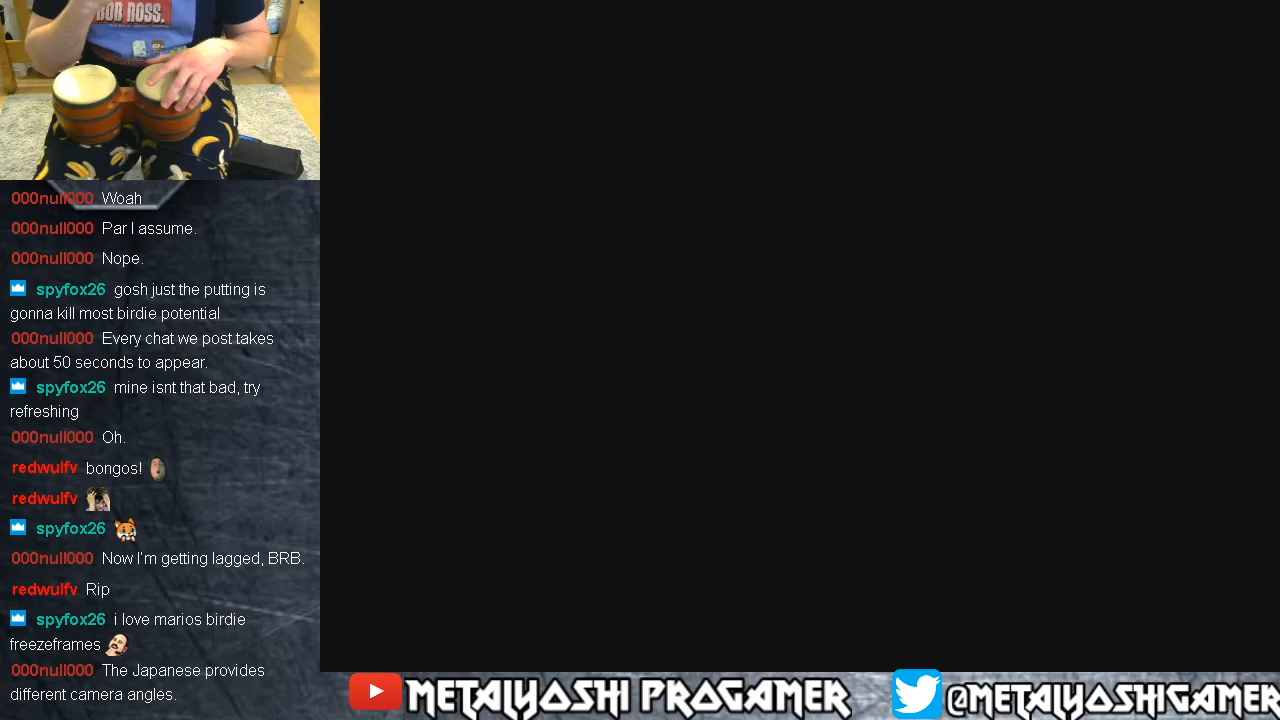 BOB ROSS.
000null000 Woah
000null000 Par I assume.
000null000 Nope.
spyfox26 gosh just the putting is
gonna kill most birdie potential
000null000 Every chat we post takes
about 50 seconds to appear.
spyfox26 mine isnt that bad, try
refreshing
000null000 Oh.
redwulfv bongos!
redwulfv
spyfox26
000null000 Now I'm getting lagged, BRB.
redwulfv Rip
spyfox26 i love marios birdie
freezeframes
000null000 The Japanese provides
different camera angles.
METALYOSHI PROGAMER
@METALYOSHIGAMER